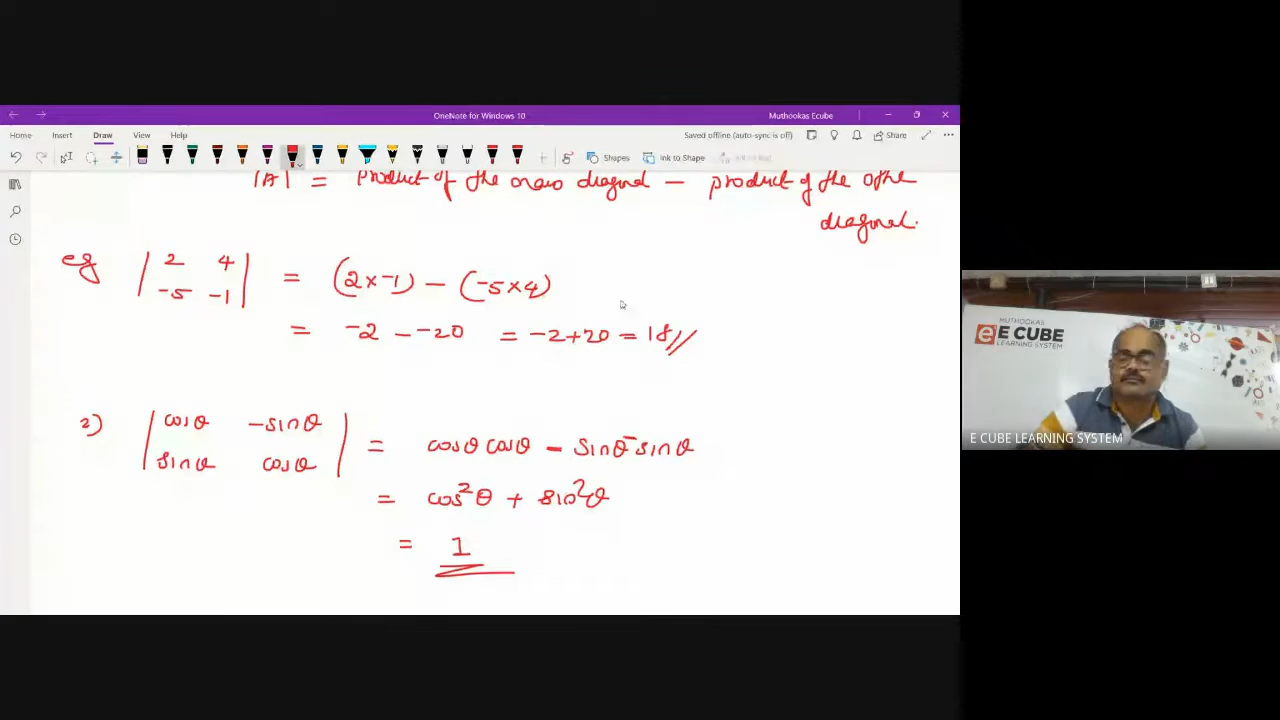 OneNote for Windows 10
Muthookas Ecube
Home Insert Draw View Help
Saved offline (auto-sync is off)
Share
Shapes
Ink to Shape
|A| = Product of the main diagonal – product of the other
diagonal.
eg | 2 4 | = (2×-1) – (-5×4)
| -5 -1 |
= -2 – -20 = -2+20 = 18//
2) | cosθ -sinθ | = cosθ cosθ – sinθ -sinθ
| sinθ cosθ |
= cos²θ + sin²θ
= 1
MUTHOOKAS
e E CUBE
LEARNING SYSTEM
E CUBE LEARNING SYSTEM